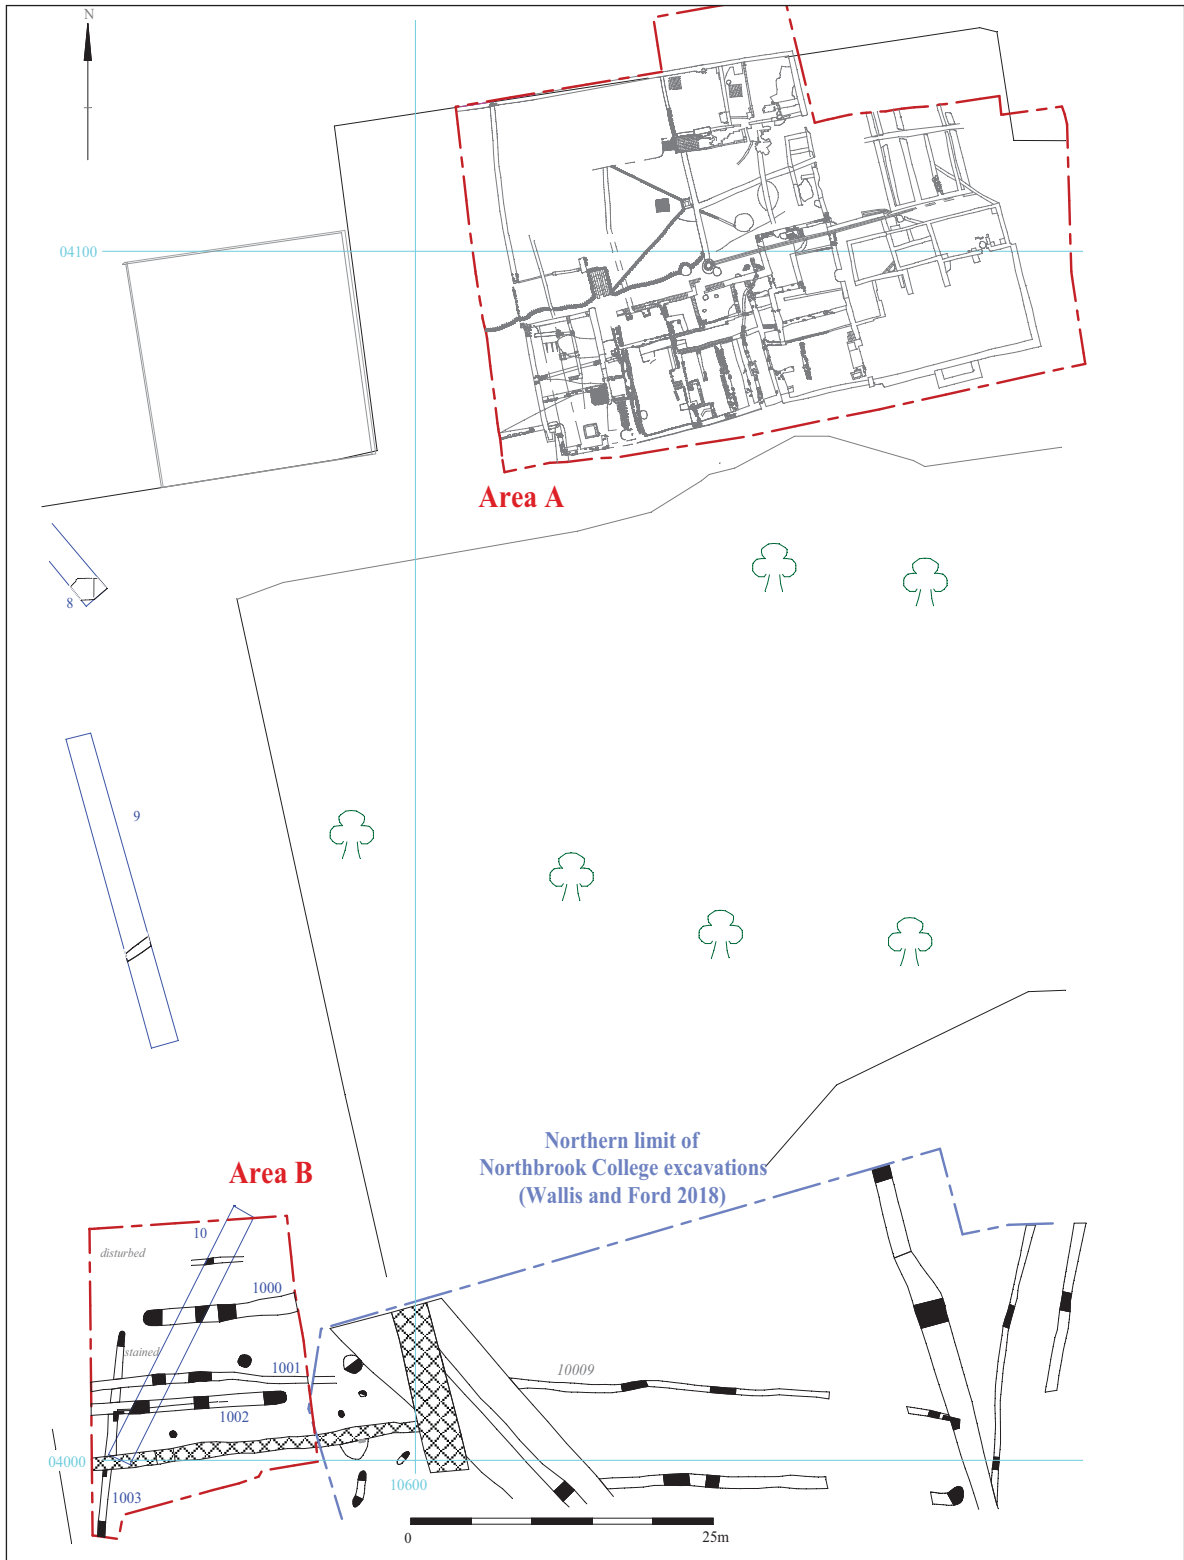 N
04100
Area A
8
9
Northern limit of
Northbrook College excavations
(Wallis and Ford 2018)
Area B
10
disturbed
1000
stained
1001
10009
1002
04000
10600
1003
0 25m